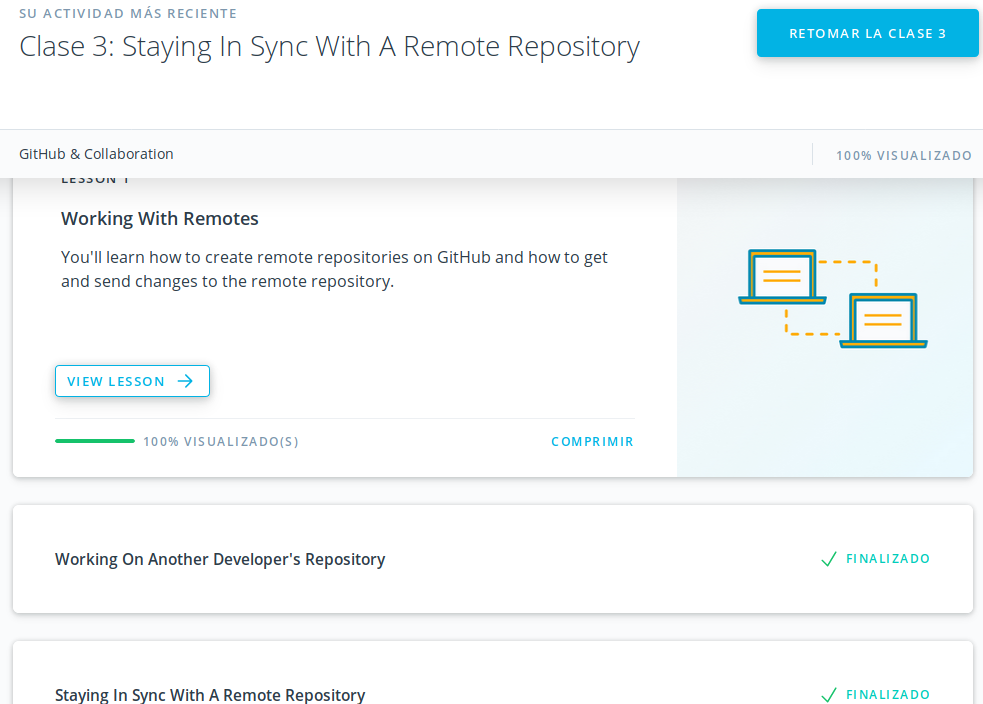 SU ACTIVIDAD MÁS RECIENTE
Clase 3: Staying In Sync With A Remote Repository
RETOMAR LA CLASE 3
GitHub & Collaboration
100% VISUALIZADO
LESSON 1
Working With Remotes
You'll learn how to create remote repositories on GitHub and how to get
and send changes to the remote repository.
VIEW LESSON
100% VISUALIZADO(S)
COMPRIMIR
Working On Another Developer's Repository
FINALIZADO
Staying In Sync With A Remote Repository
FINALIZADO